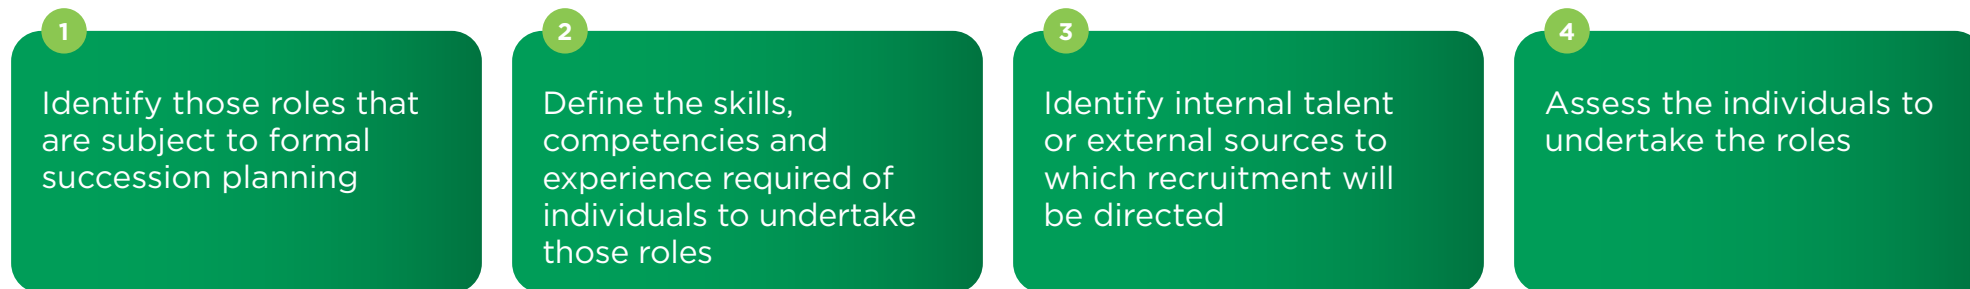 1
Identify those roles that
are subject to formal
succession planning
2
Define the skills,
competencies and
experience required of
individuals to undertake
those roles
3
Identify internal talent
or external sources to
which recruitment will
be directed
4
Assess the individuals to
undertake the roles